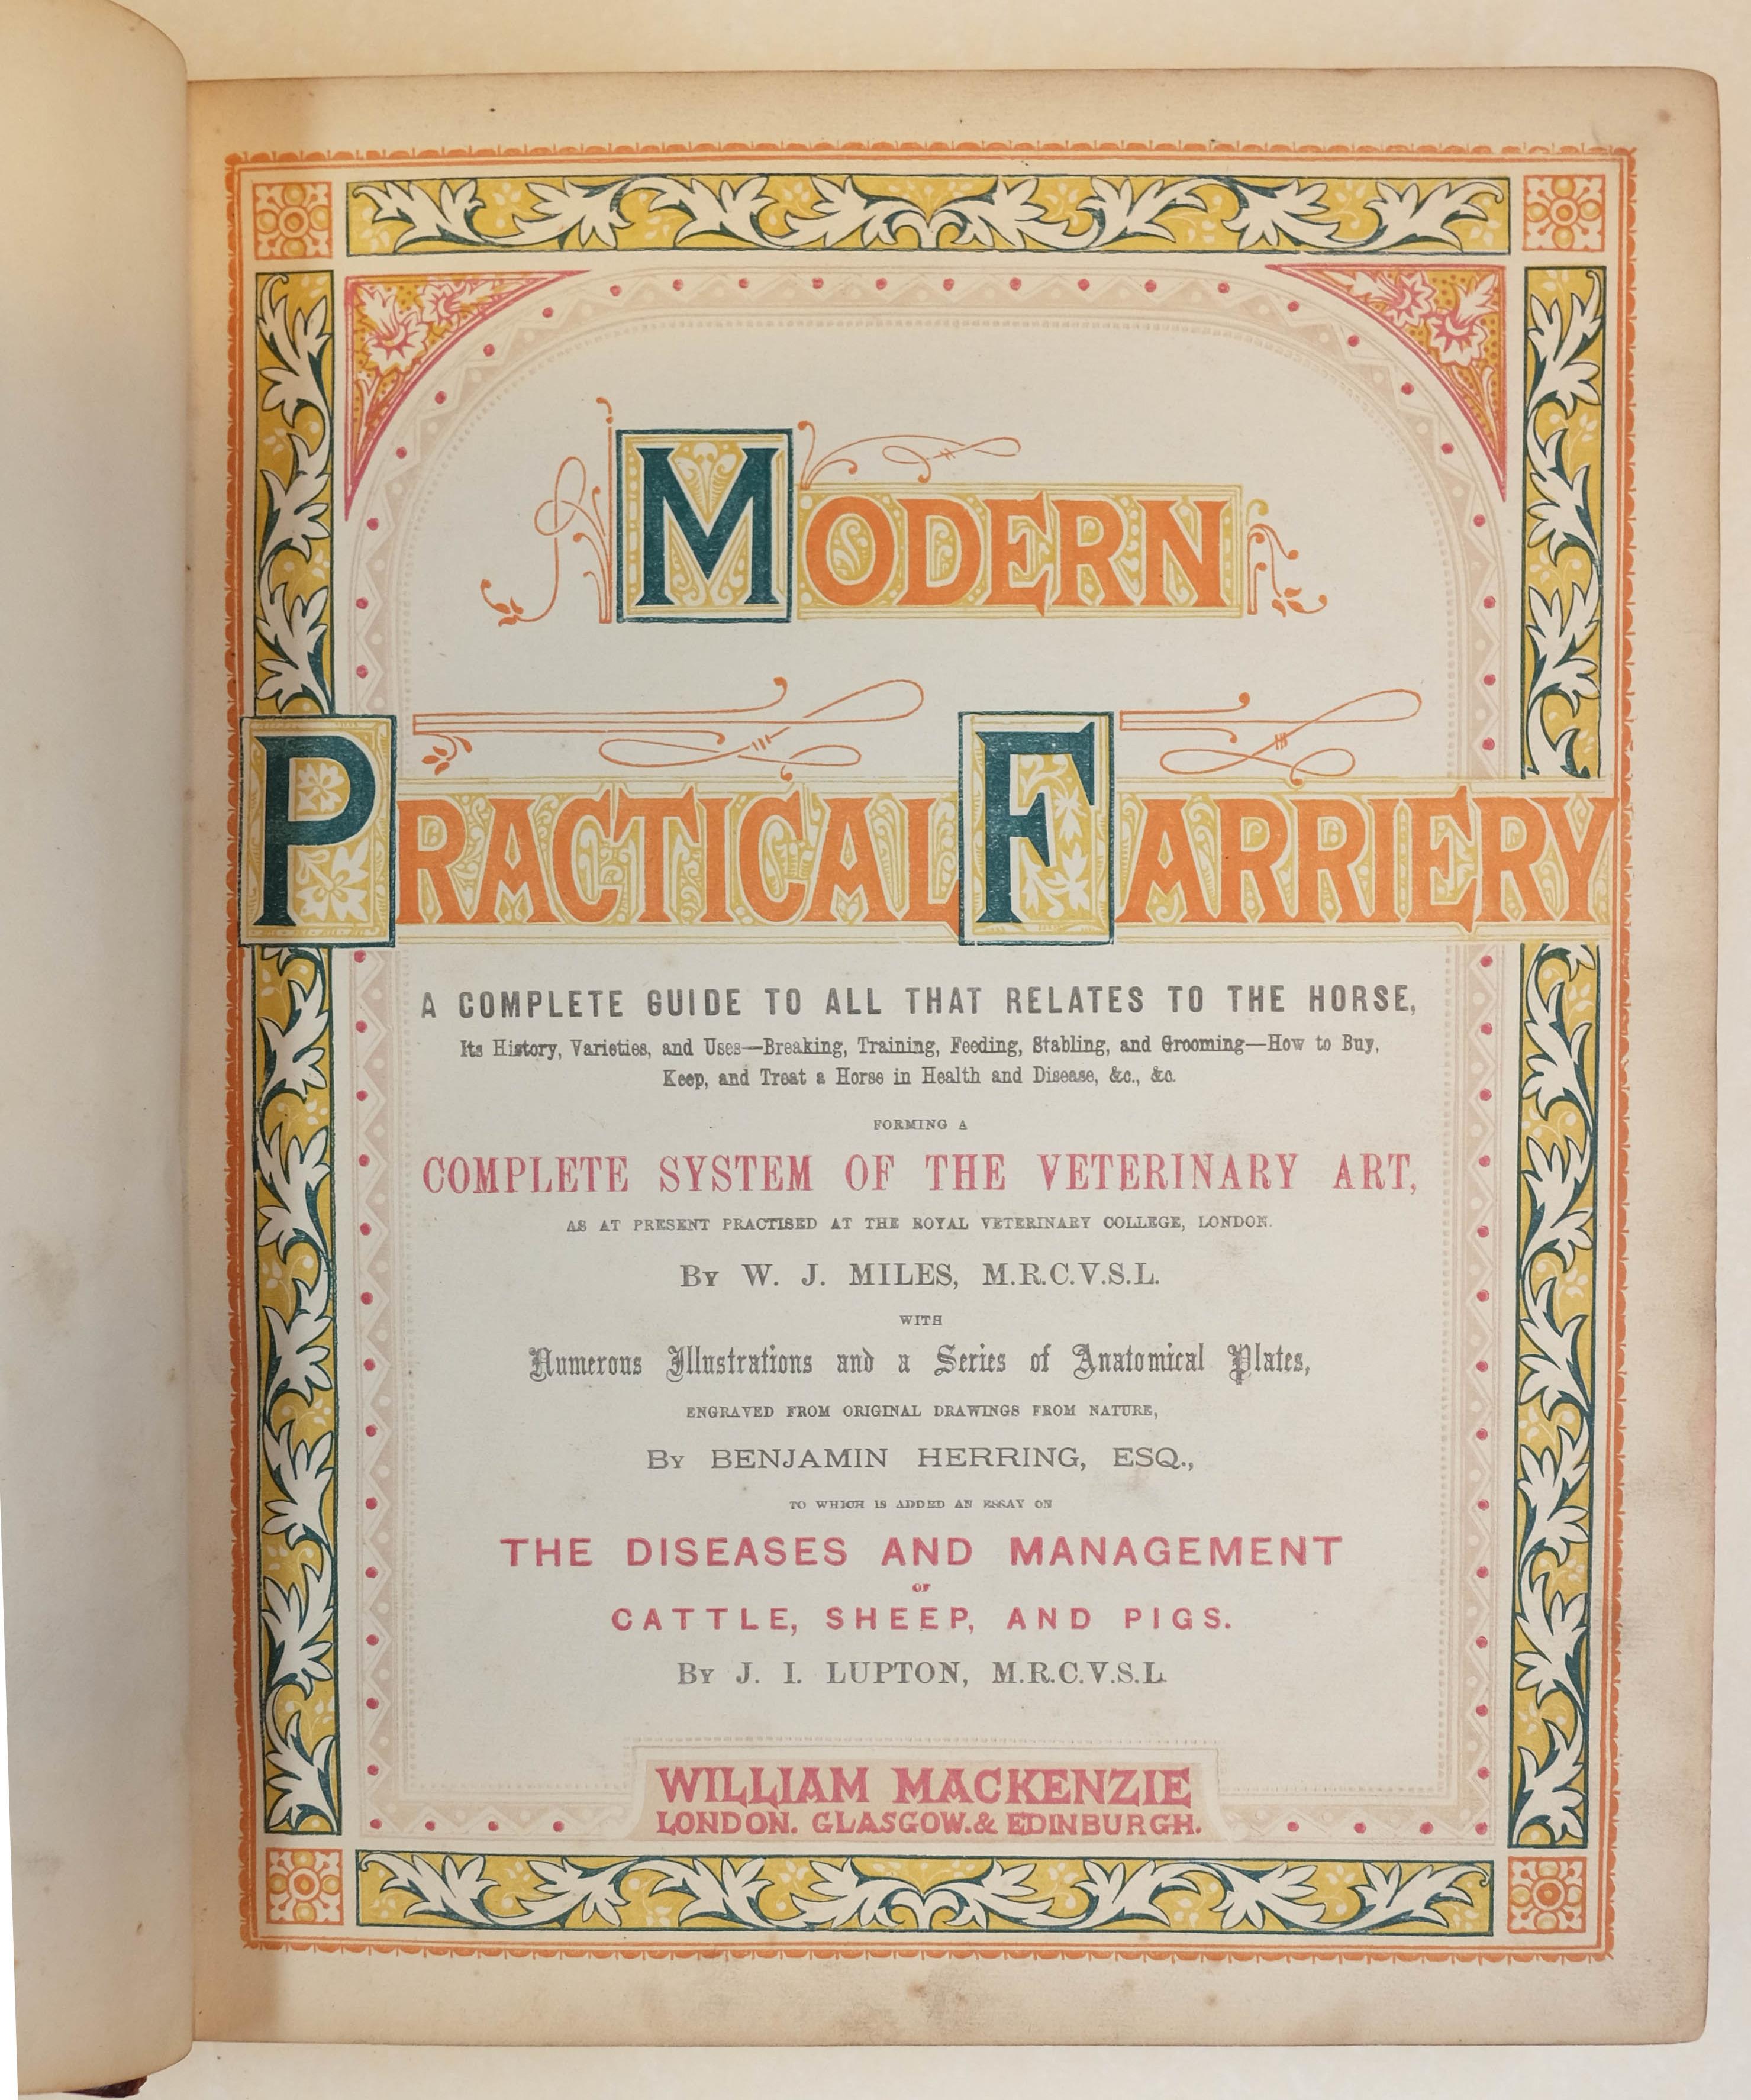 MODERN
PRACTICAL FARRIERY
A COMPLETE GUIDE TO ALL THAT RELATES TO THE HORSE,
Its History, Varieties, and Uses—Breaking, Training, Feeding, Stabling, and Grooming—How to Buy,
Keep, and Treat a Horse in Health and Disease, &c., &c.
FORMING A
COMPLETE SYSTEM OF THE VETERINARY ART,
AS AT PRESENT PRACTISED AT THE ROYAL VETERINARY COLLEGE, LONDON.
By W. J. MILES, M.R.C.V.S.L.
WITH
Numerous Illustrations and a Series of Anatomical Plates,
ENGRAVED FROM ORIGINAL DRAWINGS FROM NATURE,
By BENJAMIN HERRING, ESQ.,
TO WHICH IS ADDED AN ESSAY ON
THE DISEASES AND MANAGEMENT
OF
CATTLE, SHEEP, AND PIGS.
By J. I. LUPTON, M.R.C.V.S.L.
WILLIAM MACKENZIE
LONDON. GLASGOW. & EDINBURGH.